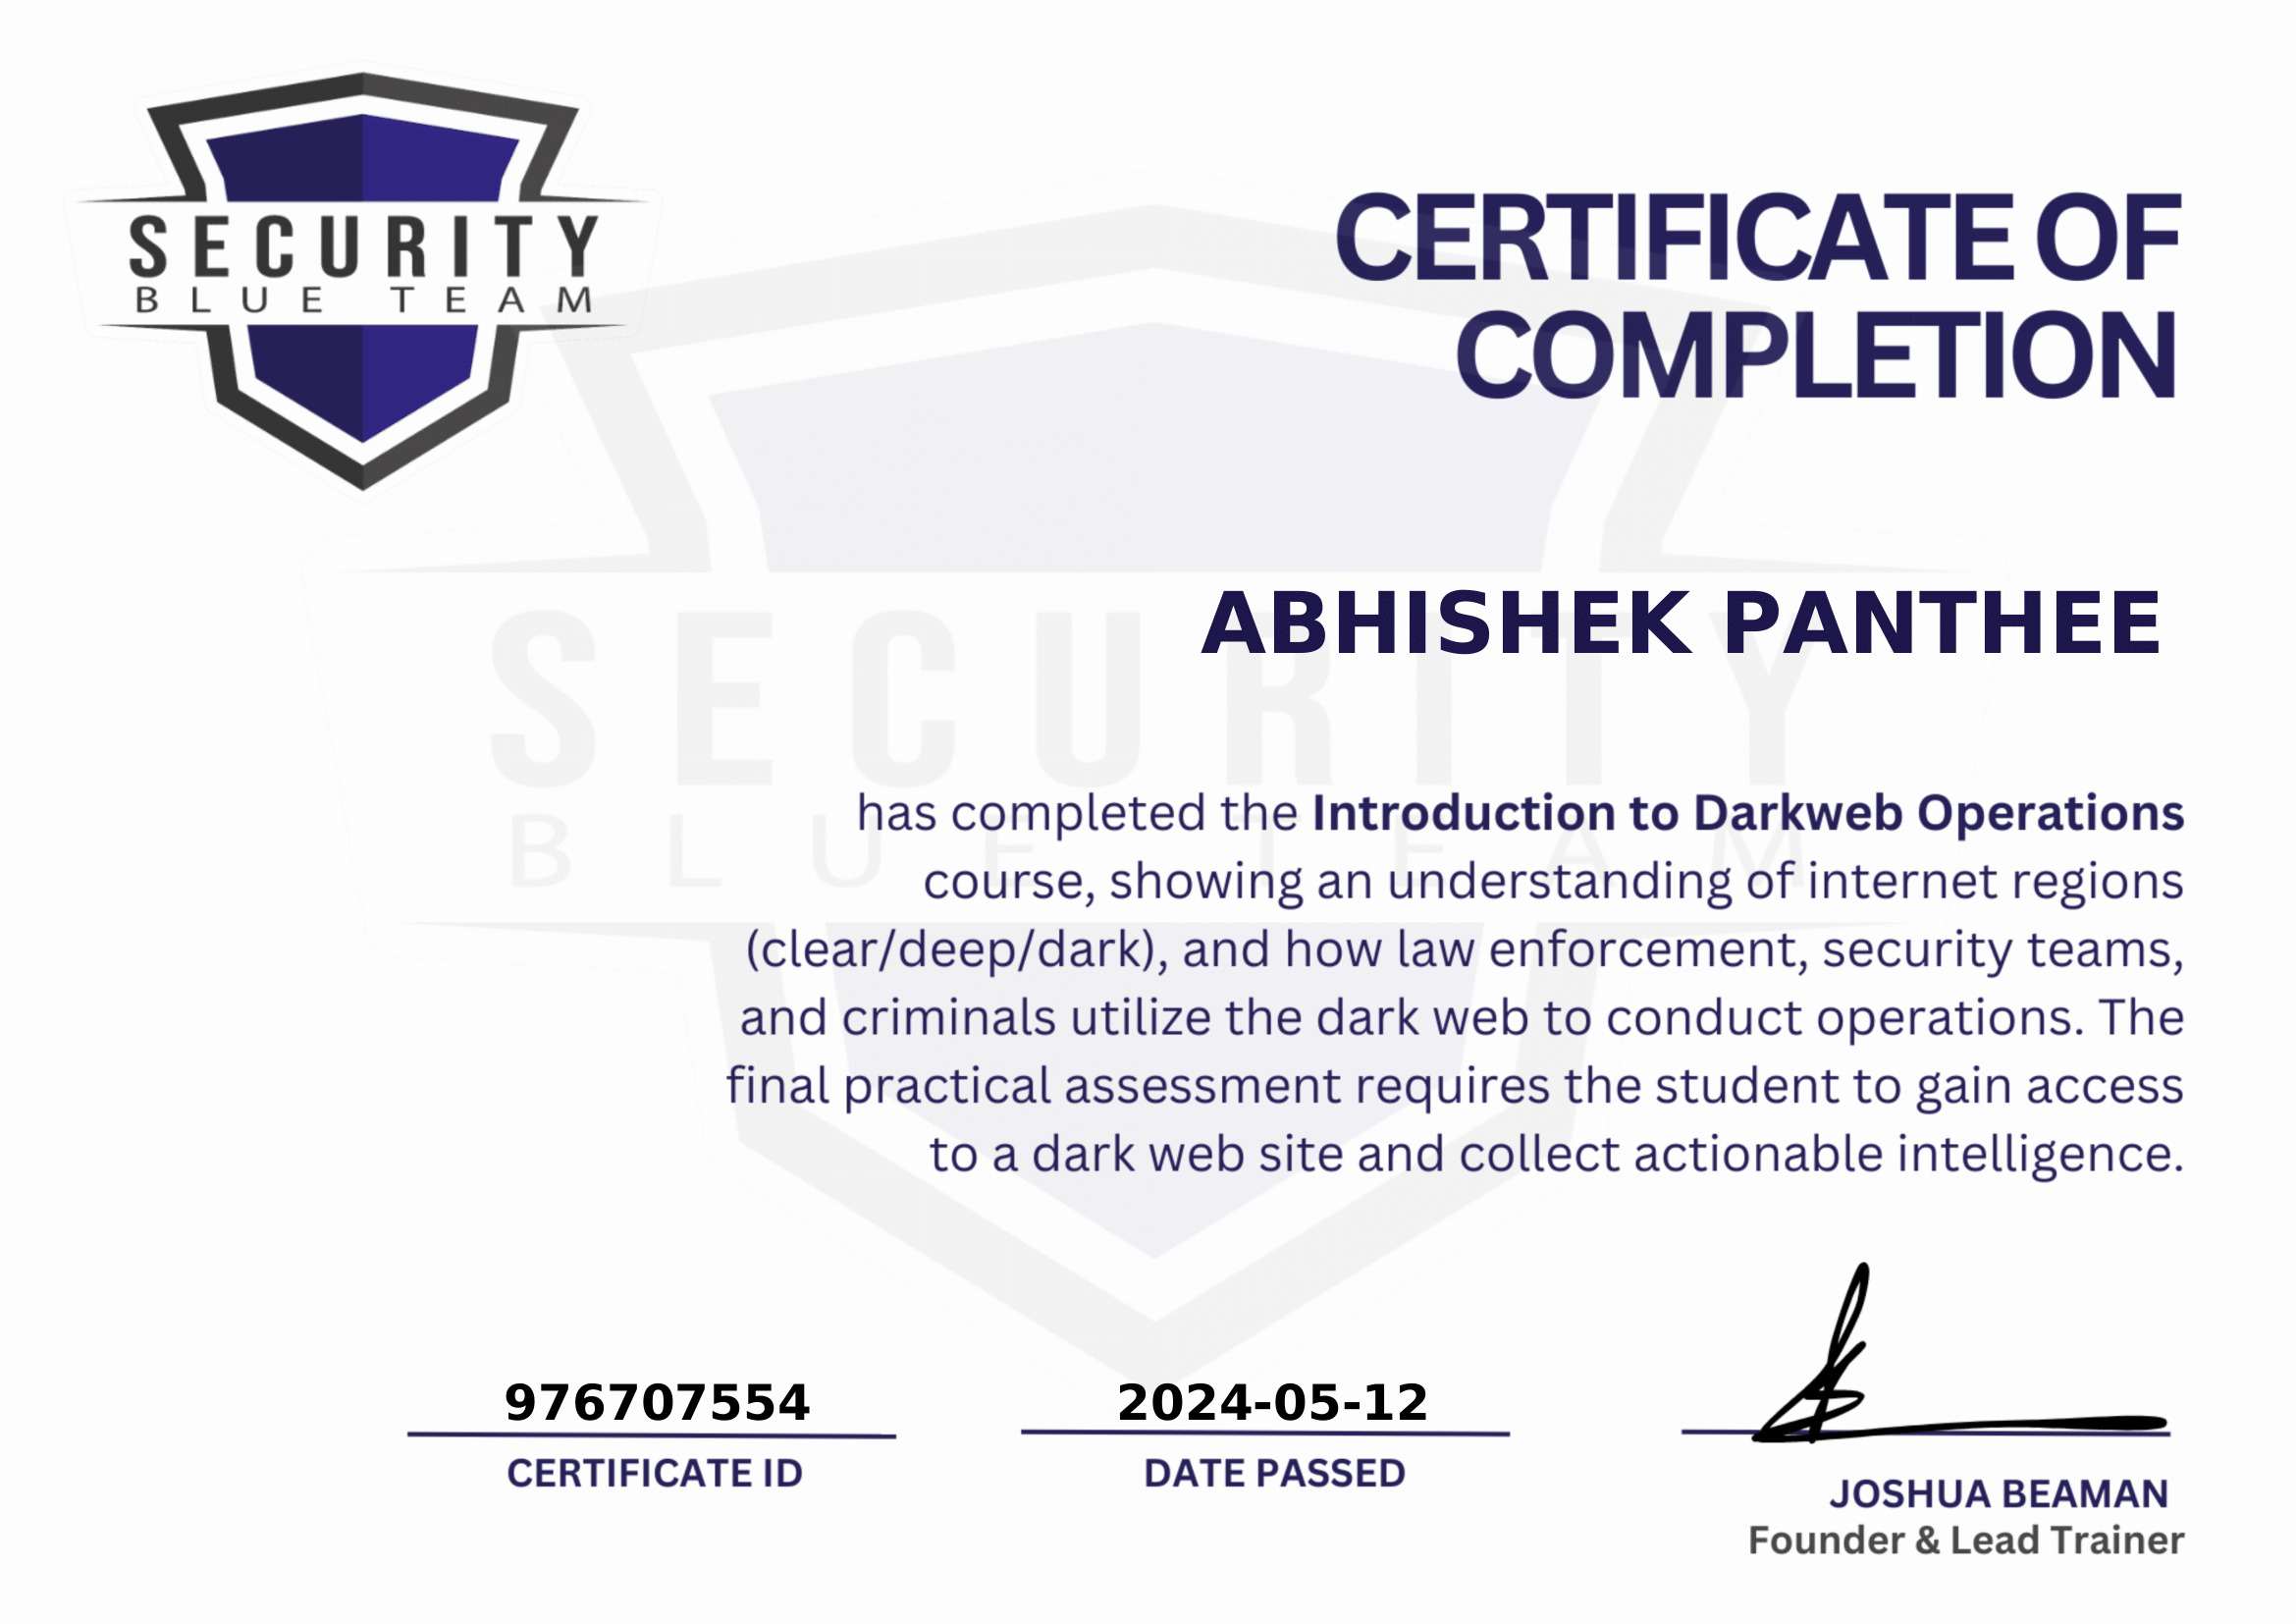 SECURITY
BLUE TEAM
CERTIFICATE OF
COMPLETION
SECURITY
BLUE TEAM
ABHISHEK PANTHEE
has completed the Introduction to Darkweb Operations
course, showing an understanding of internet regions
(clear/deep/dark), and how law enforcement, security teams,
and criminals utilize the dark web to conduct operations. The
final practical assessment requires the student to gain access
to a dark web site and collect actionable intelligence.
976707554
CERTIFICATE ID
2024-05-12
DATE PASSED
JOSHUA BEAMAN
Founder & Lead Trainer